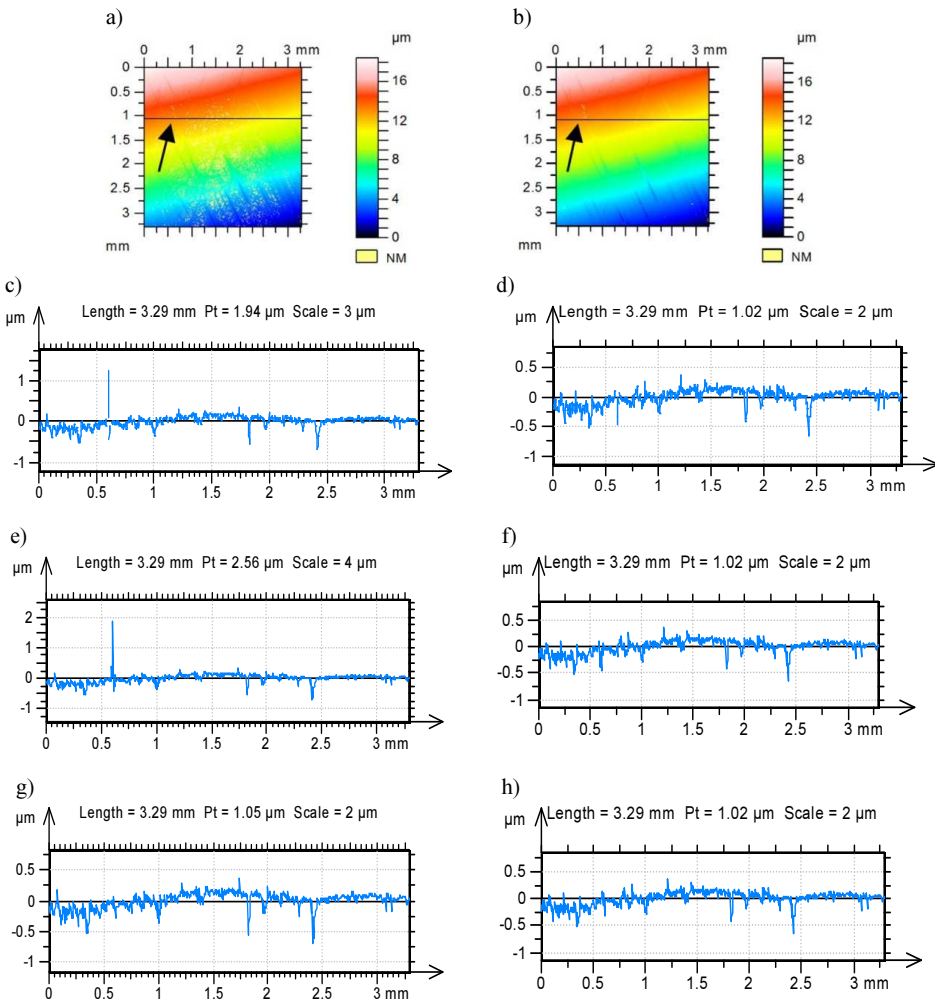 a)
b)
µm
µm
0 1 2 3 mm
0 1 2 3 mm
0
0.5
1
1.5
2
2.5
3
mm
16
12
8
4
0
NM
0
0.5
1
1.5
2
2.5
3
mm
16
12
8
4
0
NM
c)
µm
Length = 3.29 mm Pt = 1.94 µm Scale = 3 µm
1
0
-1
0 0.5 1 1.5 2 2.5 3 mm
d)
µm
Length = 3.29 mm Pt = 1.02 µm Scale = 2 µm
0.5
0
-0.5
-1
0 0.5 1 1.5 2 2.5 3 mm
e)
µm
Length = 3.29 mm Pt = 2.56 µm Scale = 4 µm
2
1
0
-1
0 0.5 1 1.5 2 2.5 3 mm
f)
µm
Length = 3.29 mm Pt = 1.02 µm Scale = 2 µm
0.5
0
-0.5
-1
0 0.5 1 1.5 2 2.5 3 mm
g)
µm
Length = 3.29 mm Pt = 1.05 µm Scale = 2 µm
0.5
0
-0.5
-1
0 0.5 1 1.5 2 2.5 3 mm
h)
µm
Length = 3.29 mm Pt = 1.02 µm Scale = 2 µm
0.5
0
-0.5
-1
0 0.5 1 1.5 2 2.5 3 mm